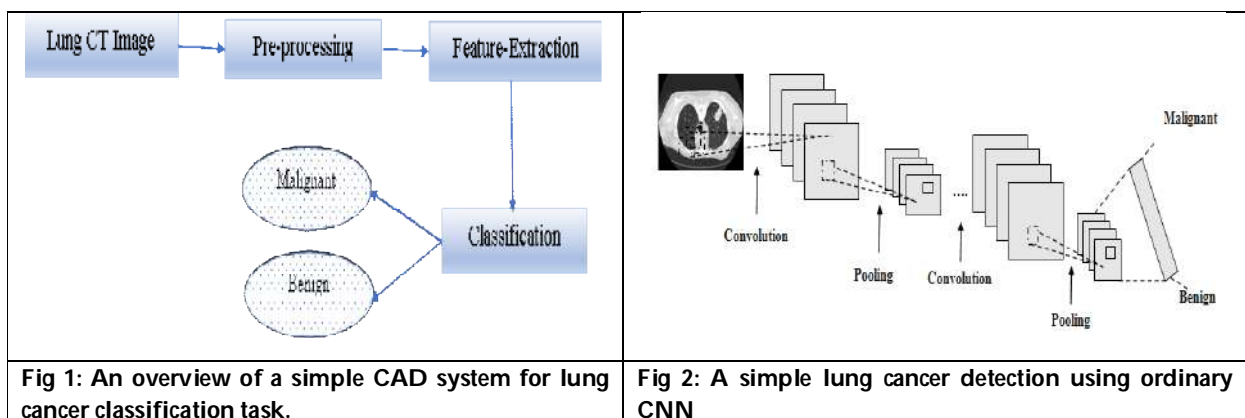 Lung CT Image
Pre-processing
Feature-Extraction
Malignant
Classification
Benign
Malignant
Convolution
....
Pooling
Convolution
Benign
Pooling
Fig 1: An overview of a simple CAD system for lung
cancer classification task.
Fig 2: A simple lung cancer detection using ordinary
CNN